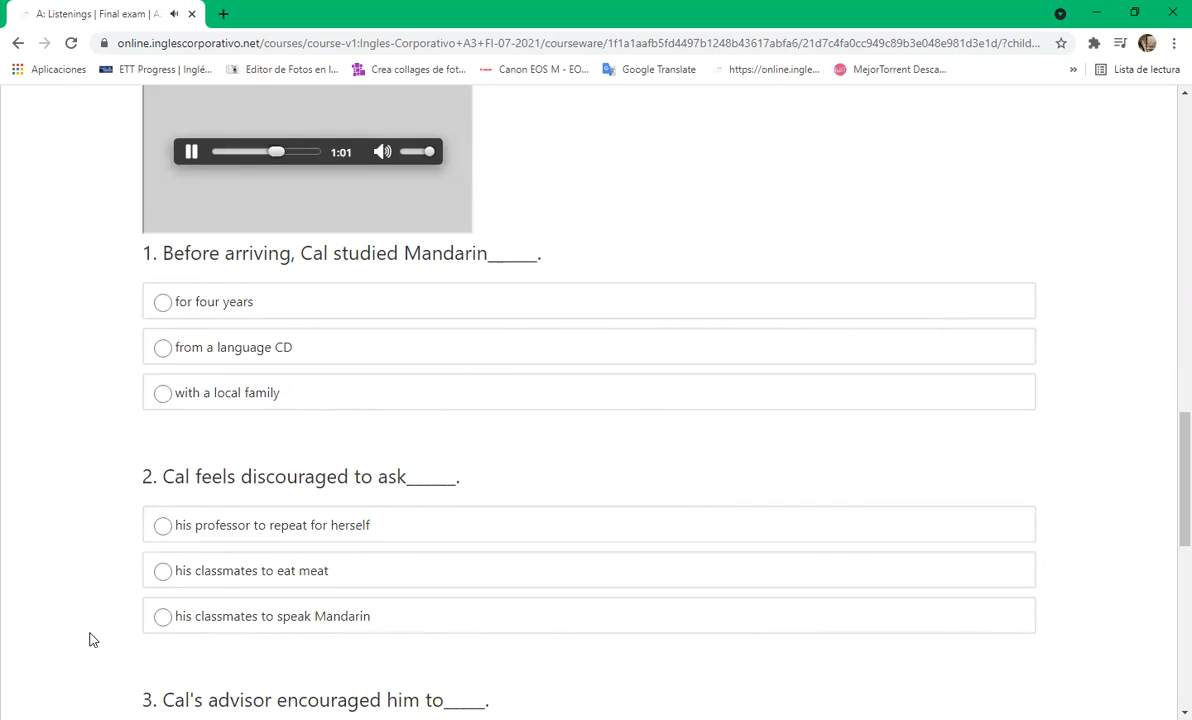 A: Listenings | Final exam | A
online.inglescorporativo.net/courses/course-v1:Ingles-Corporativo+A3+FI-07-2021/courseware/1f1a1aafb5fd4497b1248b43617abfa6/21d7c4fa0cc949c89b3e048e981d3e1d/?child...
Aplicaciones ETT Progress | Inglé... Editor de Fotos en l... Crea collages de fot... Canon EOS M - EO... Google Translate https://online.ingle... MejorTorrent Desca... » Lista de lectura
1:01
1. Before arriving, Cal studied Mandarin_____.
for four years
from a language CD
with a local family
2. Cal feels discouraged to ask_____.
his professor to repeat for herself
his classmates to eat meat
his classmates to speak Mandarin
3. Cal's advisor encouraged him to____.